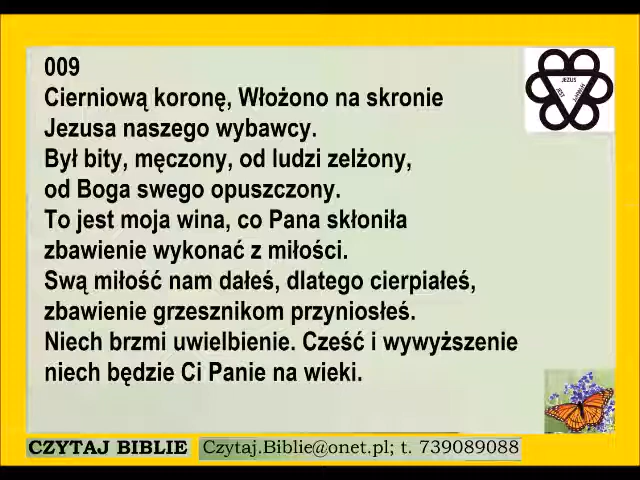 009
Cierniową koronę, Włożono na skronie
Jezusa naszego wybawcy.
Był bity, męczony, od ludzi zelżony,
od Boga swego opuszczony.
To jest moja wina, co Pana skłoniła
zbawienie wykonać z miłości.
Swą miłość nam dałeś, dlatego cierpiałeś,
zbawienie grzesznikom przyniosłeś.
Niech brzmi uwielbienie. Cześć i wywyższenie
niech będzie Ci Panie na wieki.
JEZUS
JEST
CZYTAJ BIBLIE Czytaj.Biblie@onet.pl; t. 739089088